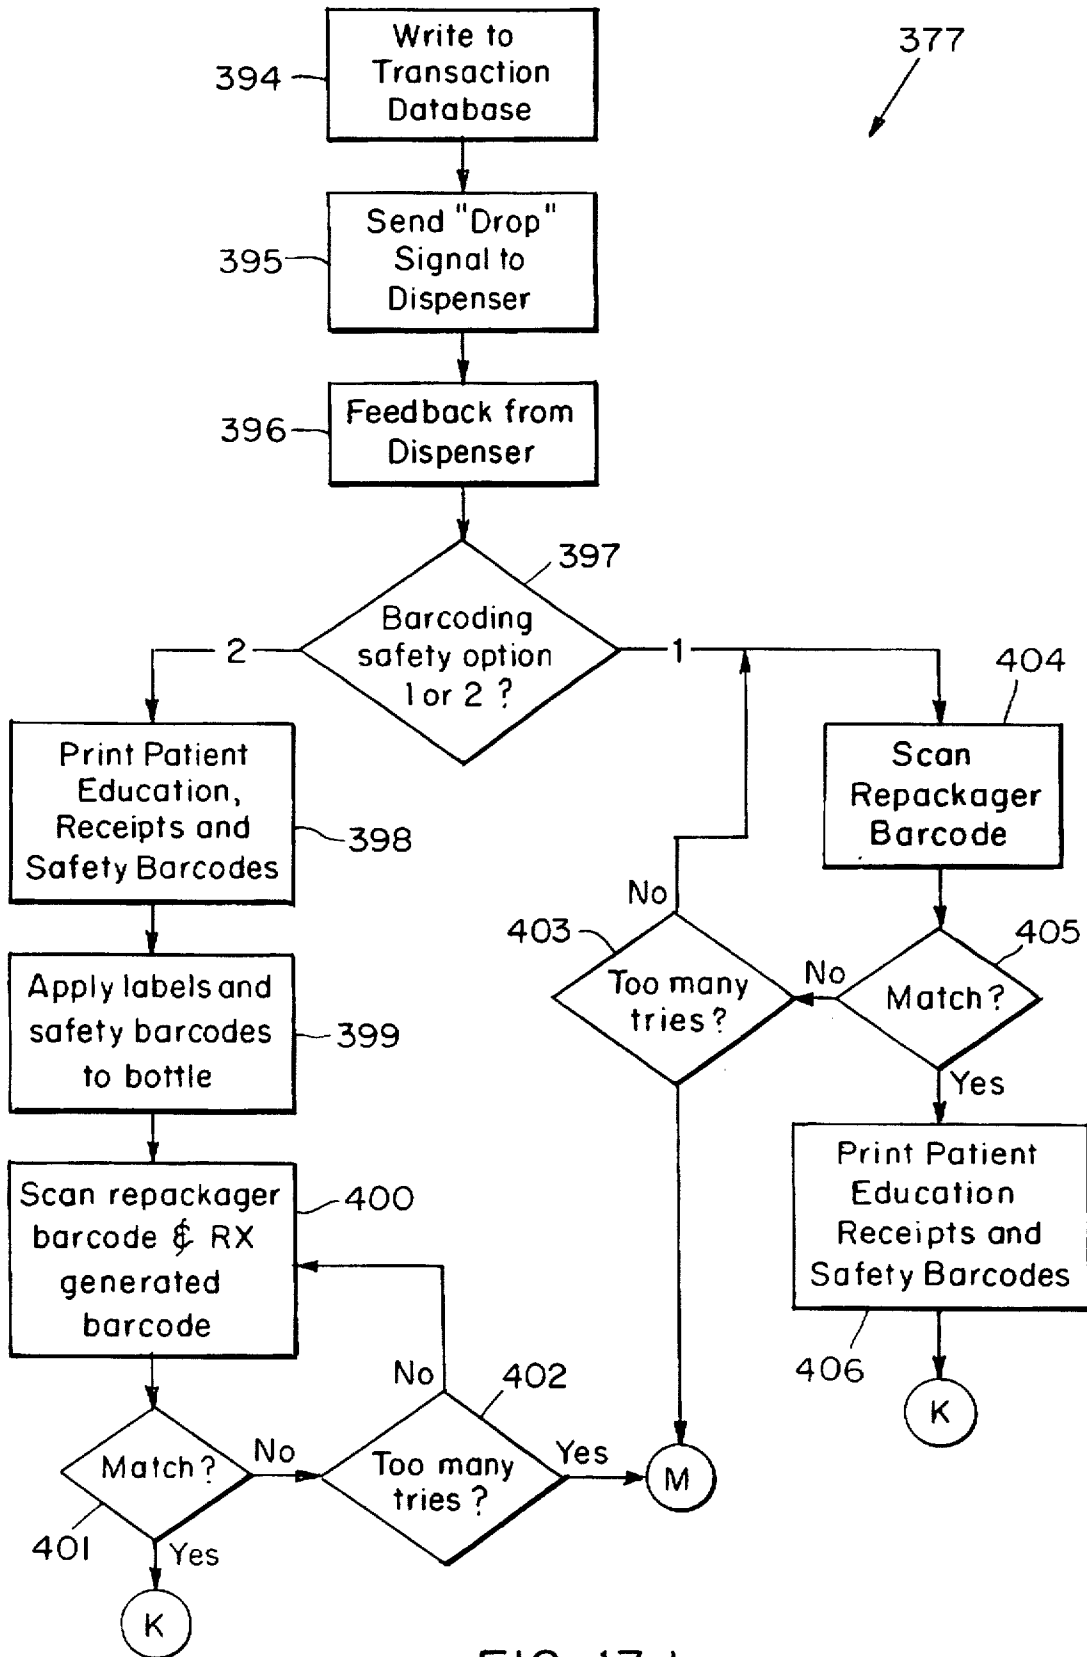 Write to
Transaction
Database
394
377
Send "Drop"
Signal to
Dispenser
395
Feedback from
Dispenser
396
397
Barcoding
safety option
1 or 2 ?
2
1
404
Print Patient
Education,
Receipts and
Safety Barcodes
398
Scan
Repackager
Barcode
No
403
Too many
tries?
No
405
Match?
Yes
Apply labels and
safety barcodes
to bottle
399
Print Patient
Education
Receipts and
Safety Barcodes
406
K
Scan repackager
barcode & RX
generated
barcode
400
No
402
Match?
No
Too many
tries?
Yes
M
401
Yes
K